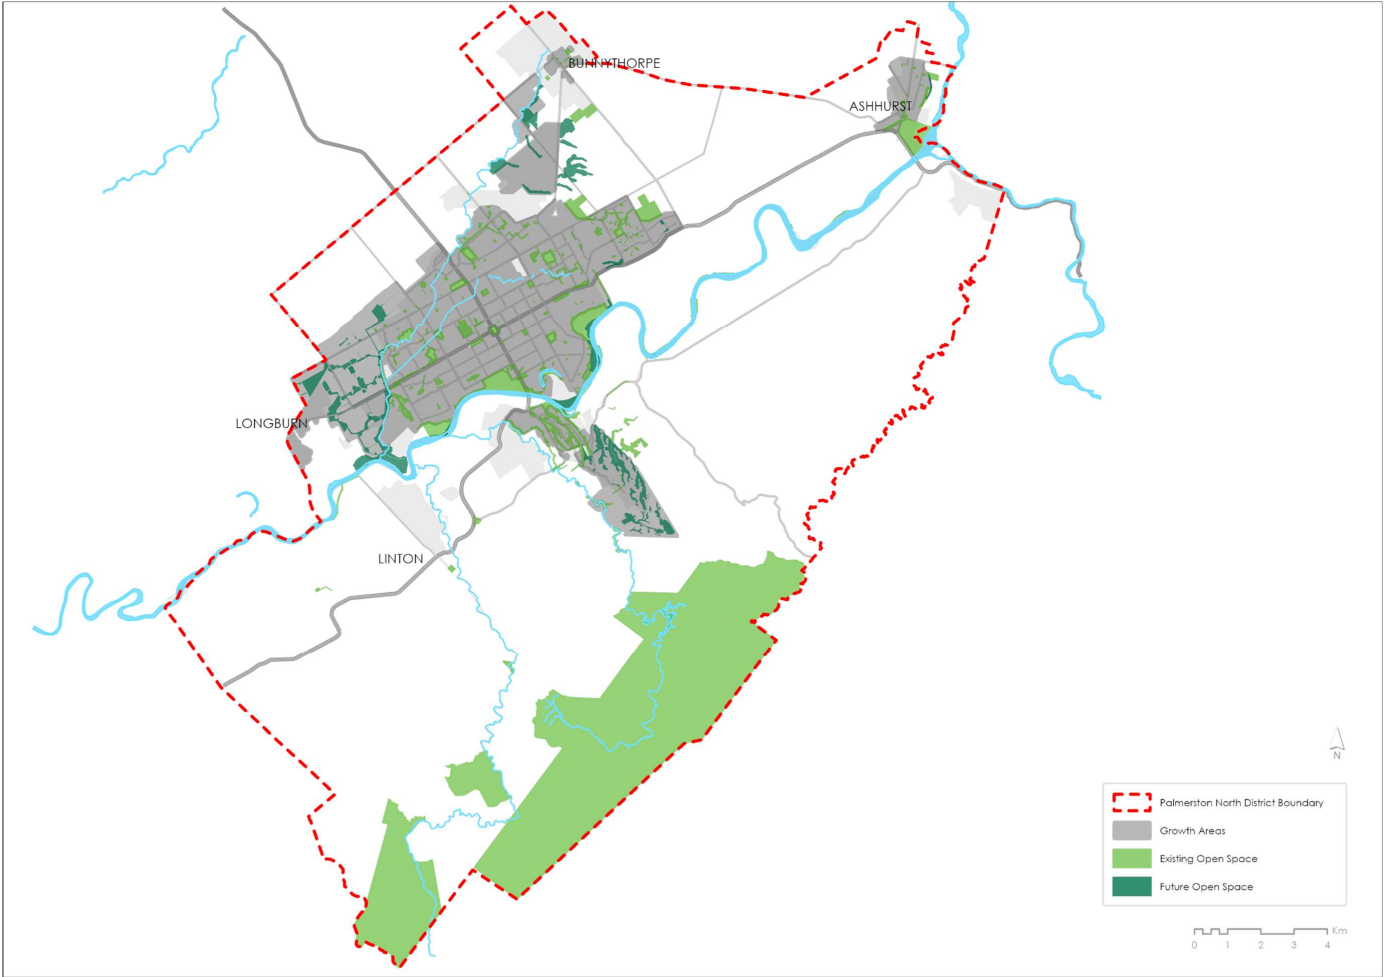 BUNNYTHORPE
ASHHURST
LONGBURN
LINTON
N
Palmerston North District Boundary
Growth Areas
Existing Open Space
Future Open Space
Km
0 1 2 3 4